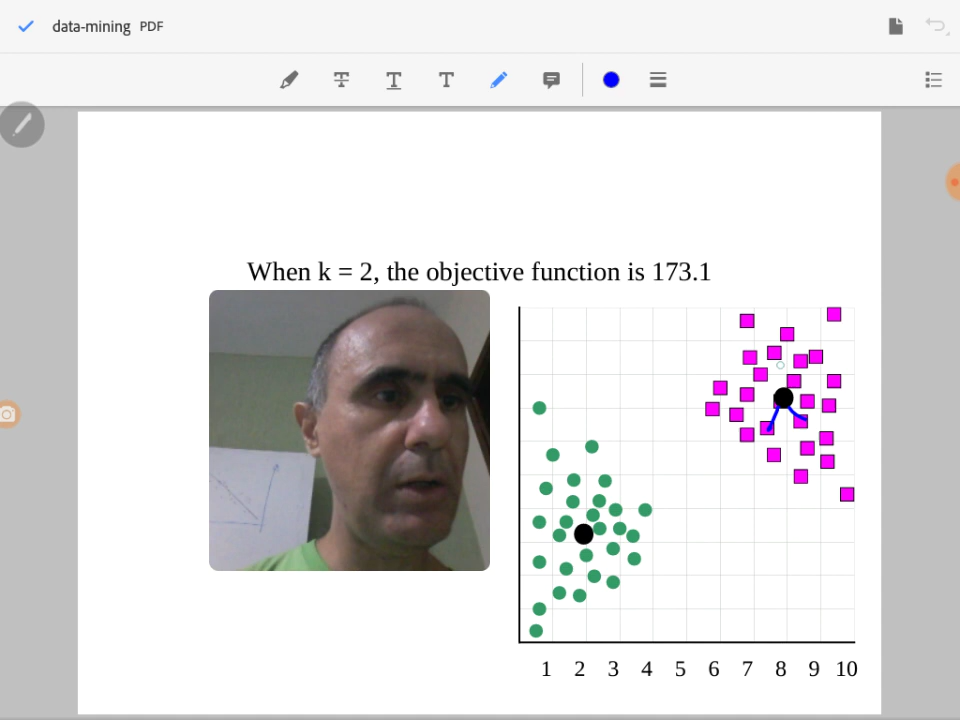 data-mining PDF
When k = 2, the objective function is 173.1
1 2 3 4 5 6 7 8 9 10